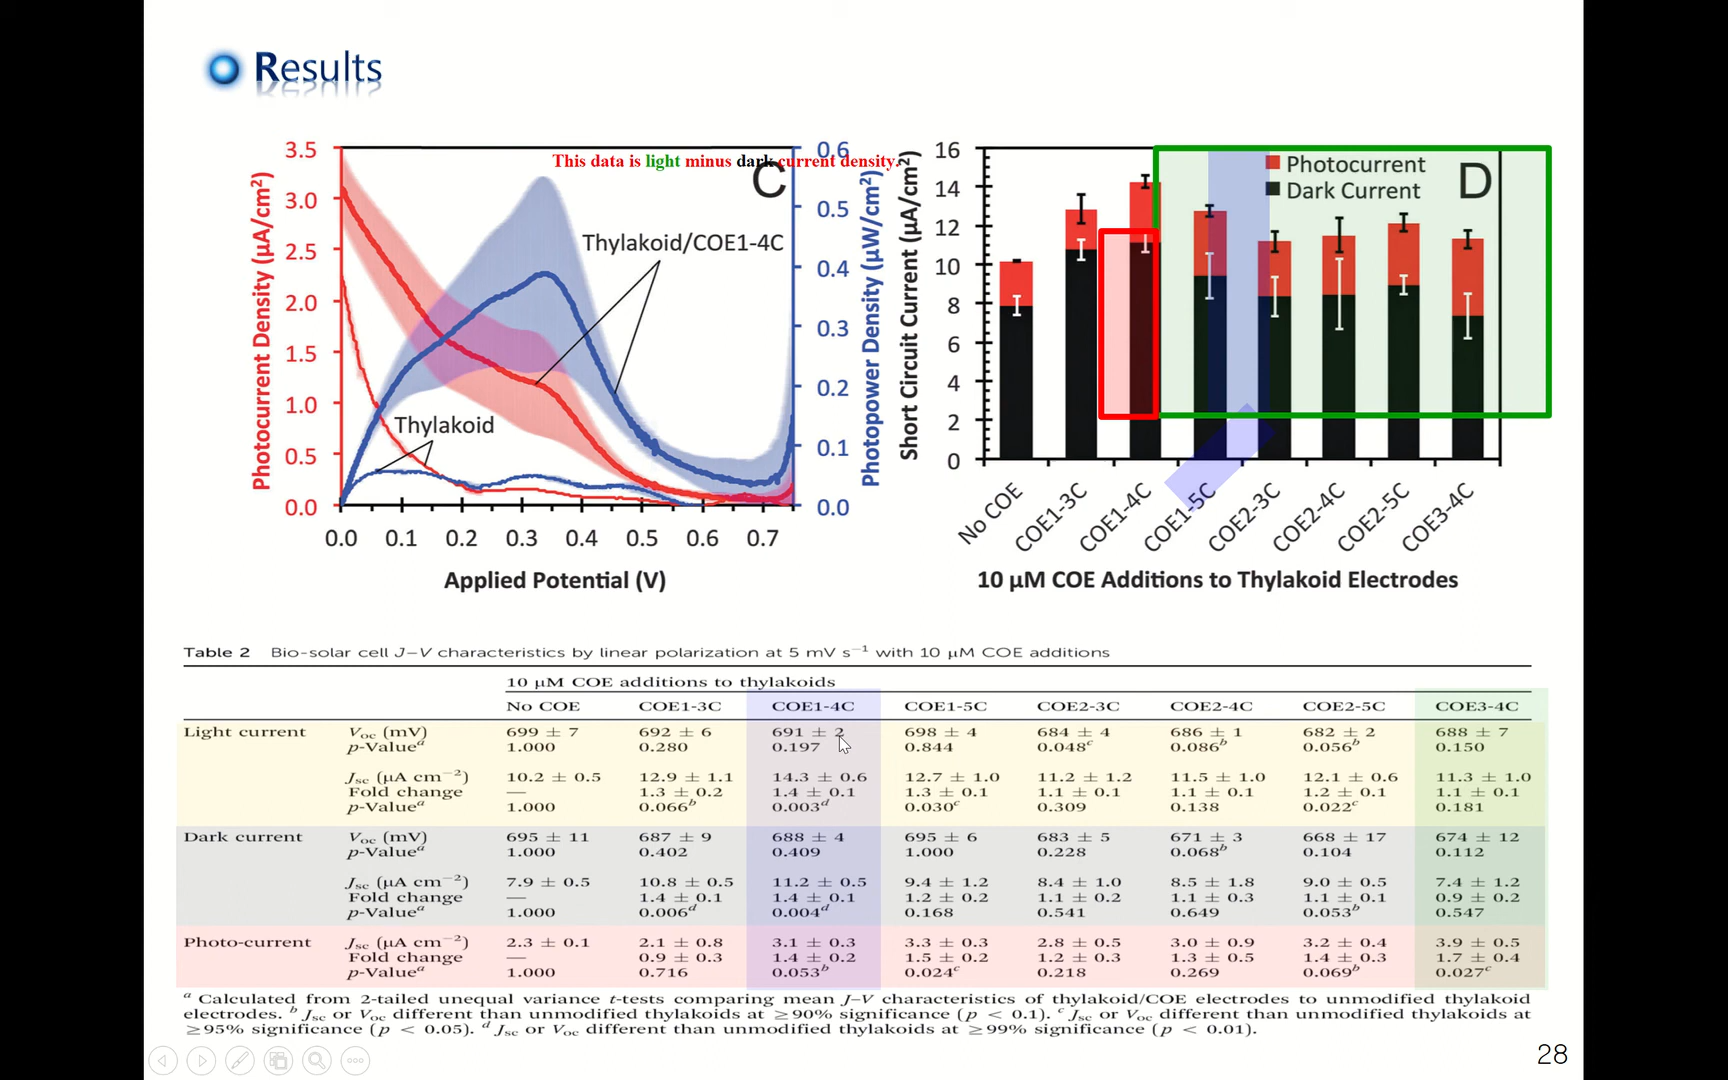 Results
This data is light minus dark current density.
C
Photocurrent Density (µA/cm²)
3.5
3.0
2.5
2.0
1.5
1.0
0.5
0.0
Thylakoid/COE1-4C
Thylakoid
0.6
0.5
0.4
0.3
0.2
0.1
0.0
Photopower Density (µW/cm²)
0.0 0.1 0.2 0.3 0.4 0.5 0.6 0.7
Applied Potential (V)
Short Circuit Current (µA/cm²)
16
14
12
10
8
6
4
2
0
Photocurrent
Dark Current
D
No COE COE1-3C COE1-4C COE1-5C COE2-3C COE2-4C COE2-5C COE3-4C
10 µM COE Additions to Thylakoid Electrodes
Table 2 Bio-solar cell J–V characteristics by linear polarization at 5 mV s⁻¹ with 10 µM COE additions
10 µM COE additions to thylakoids
No COE COE1-3C COE1-4C COE1-5C COE2-3C COE2-4C COE2-5C COE3-4C
Light current Voc (mV) 699 ± 7 692 ± 6 691 ± 2 698 ± 4 684 ± 4 686 ± 1 682 ± 2 688 ± 7
p-Valueᵃ 1.000 0.280 0.197 0.844 0.048ᶜ 0.086ᵇ 0.056ᵇ 0.150
Jsc (µA cm⁻²) 10.2 ± 0.5 12.9 ± 1.1 14.3 ± 0.6 12.7 ± 1.0 11.2 ± 1.2 11.5 ± 1.0 12.1 ± 0.6 11.3 ± 1.0
Fold change — 1.3 ± 0.2 1.4 ± 0.1 1.3 ± 0.1 1.1 ± 0.1 1.1 ± 0.1 1.2 ± 0.1 1.1 ± 0.1
p-Valueᵃ 1.000 0.066ᵇ 0.003ᵈ 0.030ᶜ 0.309 0.138 0.022ᶜ 0.181
Dark current Voc (mV) 695 ± 11 687 ± 9 688 ± 4 695 ± 6 683 ± 5 671 ± 3 668 ± 17 674 ± 12
p-Valueᵃ 1.000 0.402 0.409 1.000 0.228 0.068ᵇ 0.104 0.112
Jsc (µA cm⁻²) 7.9 ± 0.5 10.8 ± 0.5 11.2 ± 0.5 9.4 ± 1.2 8.4 ± 1.0 8.5 ± 1.8 9.0 ± 0.5 7.4 ± 1.2
Fold change — 1.4 ± 0.1 1.4 ± 0.1 1.2 ± 0.2 1.1 ± 0.2 1.1 ± 0.3 1.1 ± 0.1 0.9 ± 0.2
p-Valueᵃ 1.000 0.006ᵈ 0.004ᵈ 0.168 0.541 0.649 0.053ᵇ 0.547
Photo-current Jsc (µA cm⁻²) 2.3 ± 0.1 2.1 ± 0.8 3.1 ± 0.3 3.3 ± 0.3 2.8 ± 0.5 3.0 ± 0.9 3.2 ± 0.4 3.9 ± 0.5
Fold change — 0.9 ± 0.3 1.4 ± 0.2 1.5 ± 0.2 1.2 ± 0.3 1.3 ± 0.5 1.4 ± 0.3 1.7 ± 0.4
p-Valueᵃ 1.000 0.716 0.053ᵇ 0.024ᶜ 0.218 0.269 0.069ᵇ 0.027ᶜ
ᵃ Calculated from 2-tailed unequal variance t-tests comparing mean J–V characteristics of thylakoid/COE electrodes to unmodified thylakoid
electrodes. ᵇ Jsc or Voc different than unmodified thylakoids at ≥90% significance (p < 0.1). ᶜ Jsc or Voc different than unmodified thylakoids at
≥95% significance (p < 0.05). ᵈ Jsc or Voc different than unmodified thylakoids at ≥99% significance (p < 0.01).
28